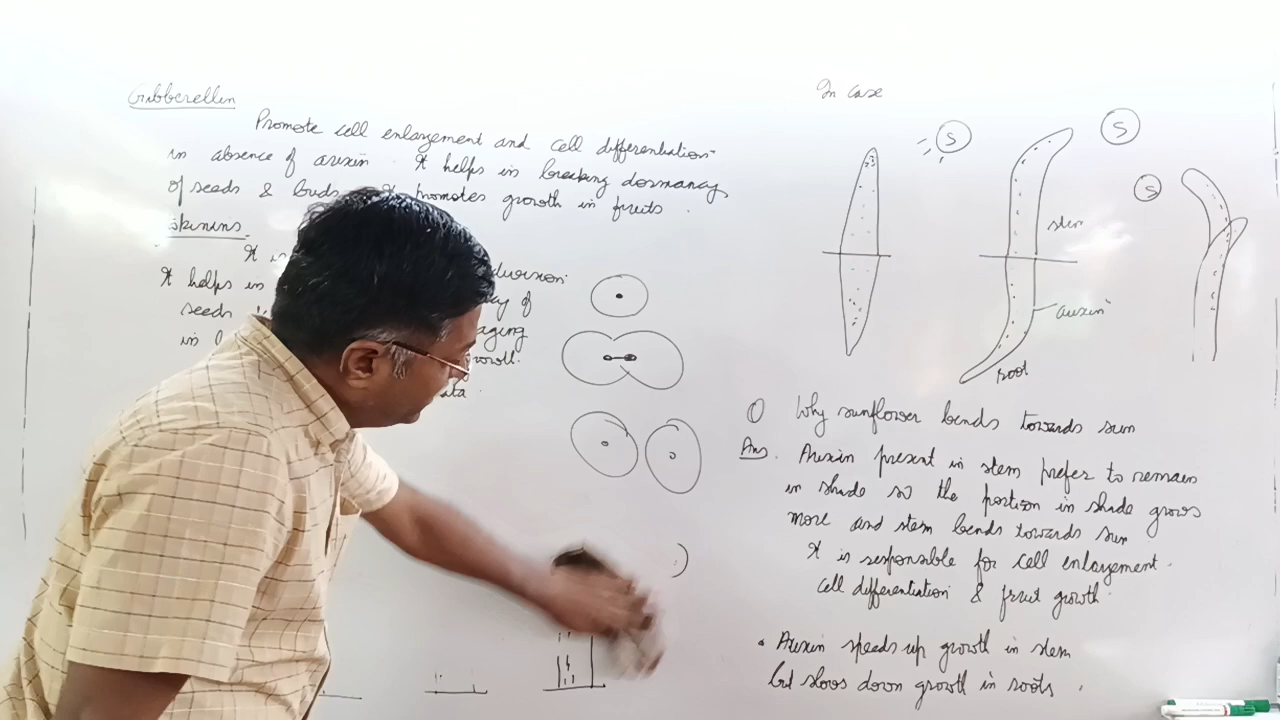 Gibberellin
Promote cell enlargement and cell differentiation
in absence of auxin. It helps in breaking dormancy
of seeds & buds. It promotes growth in fruits.
kinins.
It is
It helps in
seeds
of
aging
in
growth.
In case
S
S
S
stem
auxin
root
Q Why sunflower bends towards sun
Ans. Auxin present in stem prefer to remain
in shade so the portion in shade grows
more and stem bends towards sun
It is responsible for cell enlargement.
cell differentiation & fruit growth.
• Auxin speeds up growth in stem
but slows down growth in roots.